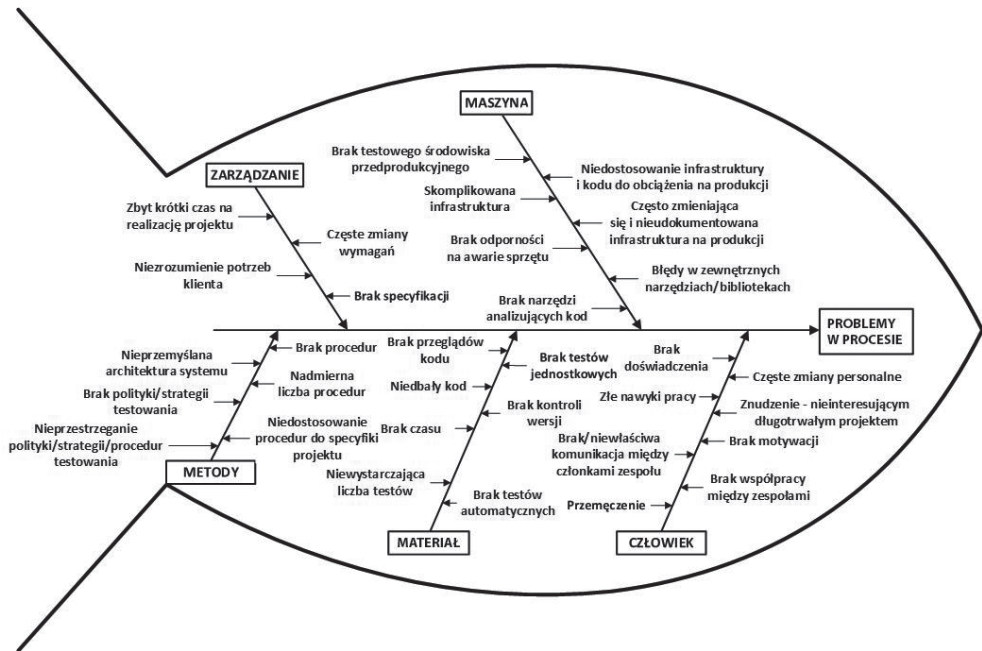 MASZYNA
Brak testowego środowiska
przedprodukcyjnego
Niedostosowanie infrastruktury
i kodu do obciążenia na produkcji
Skomplikowana
infrastruktura
Często zmieniająca
się i nieudokumentowana
infrastruktura na produkcji
Brak odporności
na awarie sprzętu
Błędy w zewnętrznych
narzędziach/bibliotekach
Brak narzędzi
analizujących kod
ZARZĄDZANIE
Zbyt krótki czas na
realizację projektu
Częste zmiany
wymagań
Niezrozumienie potrzeb
klienta
Brak specyfikacji
PROBLEMY
W PROCESIE
Brak procedur
Nieprzemyślana
architektura systemu
Nadmierna
liczba procedur
Brak polityki/strategii
testowania
Niedostosowanie
procedur do specyfiki
projektu
Nieprzestrzeganie
polityki/strategii/procedur
testowania
METODY
Brak przeglądów
kodu
Brak testów
jednostkowych
Niedbały kod
Brak kontroli
wersji
Brak czasu
Niewystarczająca
liczba testów
Brak testów
automatycznych
MATERIAŁ
Brak
doświadczenia
Częste zmiany personalne
Złe nawyki pracy
Znudzenie - nieinteresującym
długotrwałym projektem
Brak motywacji
Brak/niewłaściwa
komunikacja między
członkami zespołu
Brak współpracy
między zespołami
Przemęczenie
CZŁOWIEK